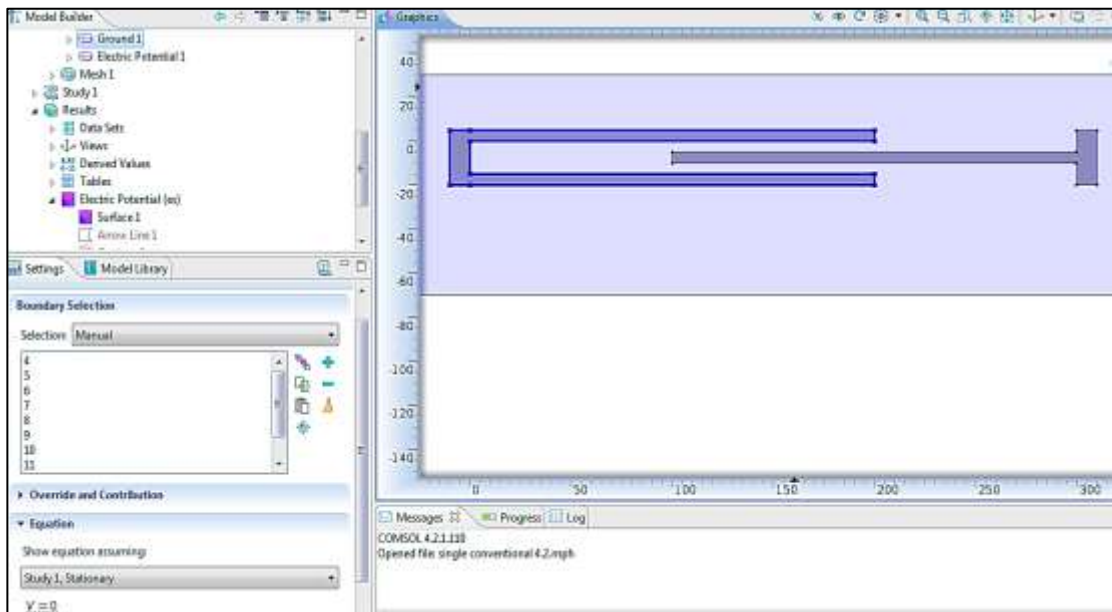 Model Builder
Ground 1
Electric Potential 1
Mesh 1
Study 1
Results
Data Sets
Views
Derived Values
Tables
Electric Potential (es)
Surface 1
Arrow Line 1
Settings
Model Library
Boundary Selection
Selection: Manual
4
5
6
7
8
9
10
11
Override and Contribution
Equation
Show equation assuming:
Study 1, Stationary
V = 0
Graphics
40
20
0
-20
-40
-60
-80
-100
-120
-140
0 50 100 150 200 250 300
Messages Progress Log
COMSOL 4.2.1.110
Opened file: single conventional 4.2.mph